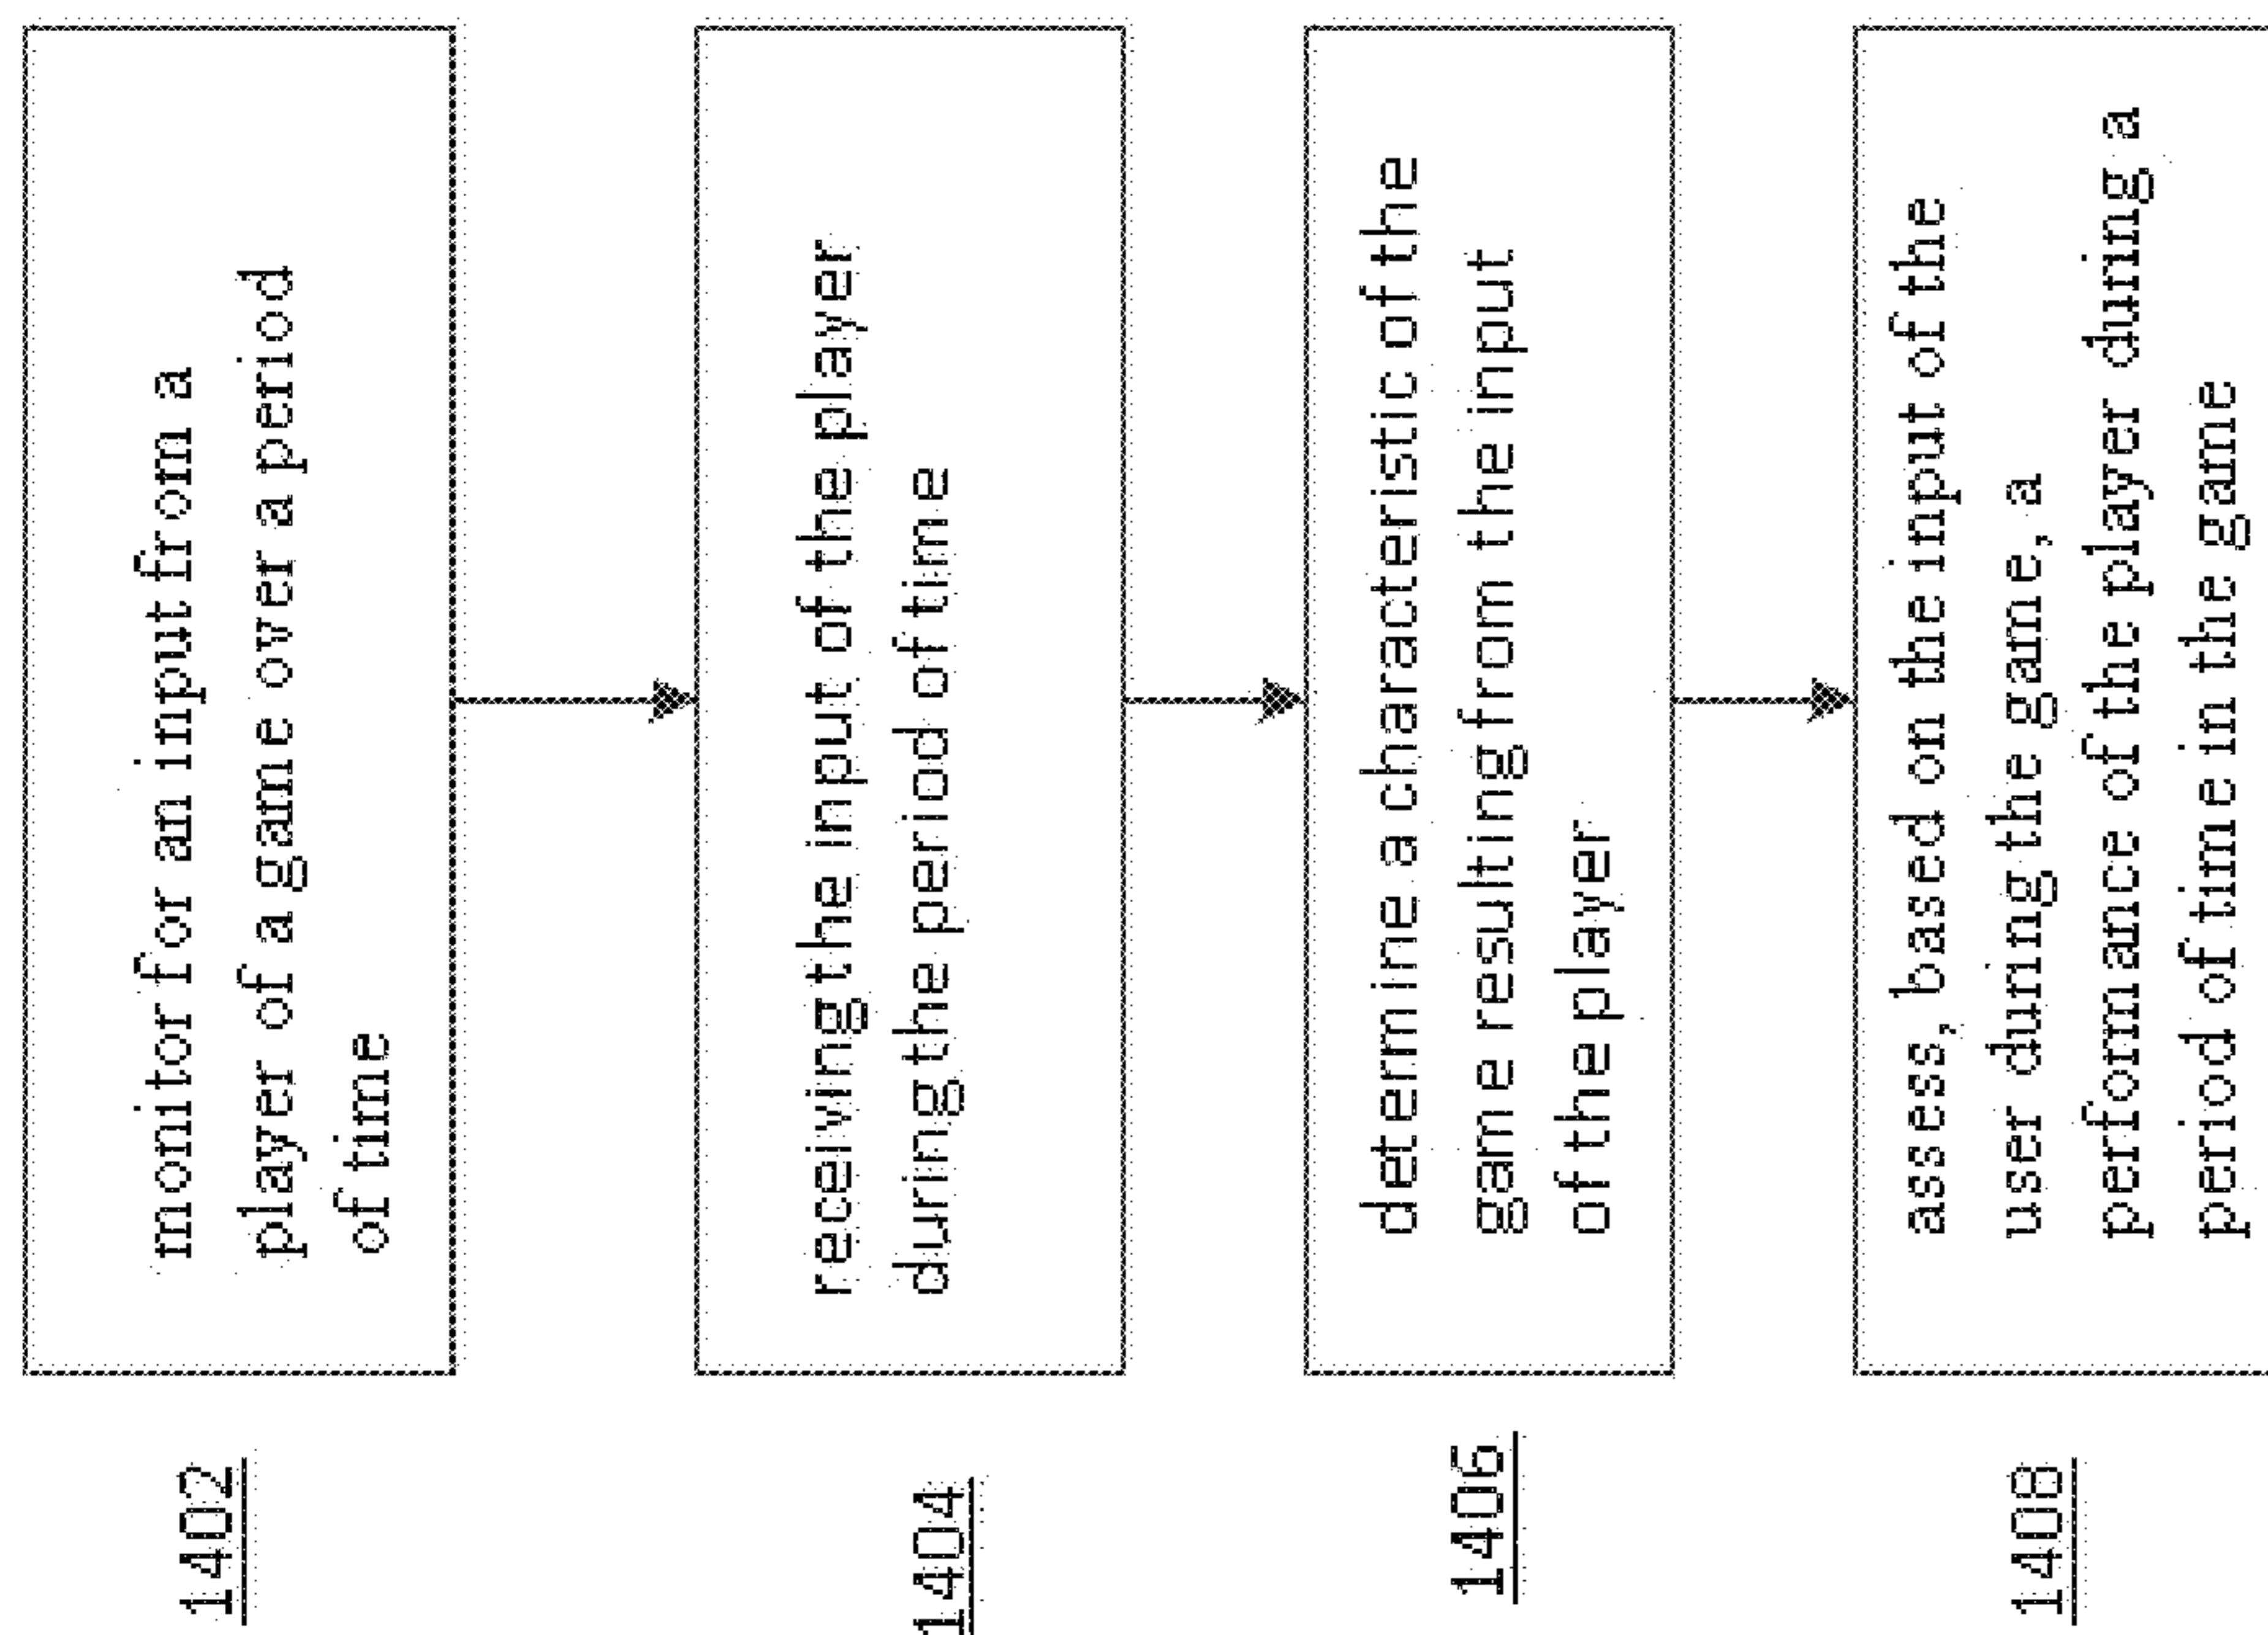 1402
monitor for an input from a
player of a game over a period
of time
1404
receiving the input of the player
during the period of time
1406
determine a characteristic of the
game resulting from the input
of the player
1408
assess, based on the input of the
user during the game, a
performance of the player during a
period of time in the game